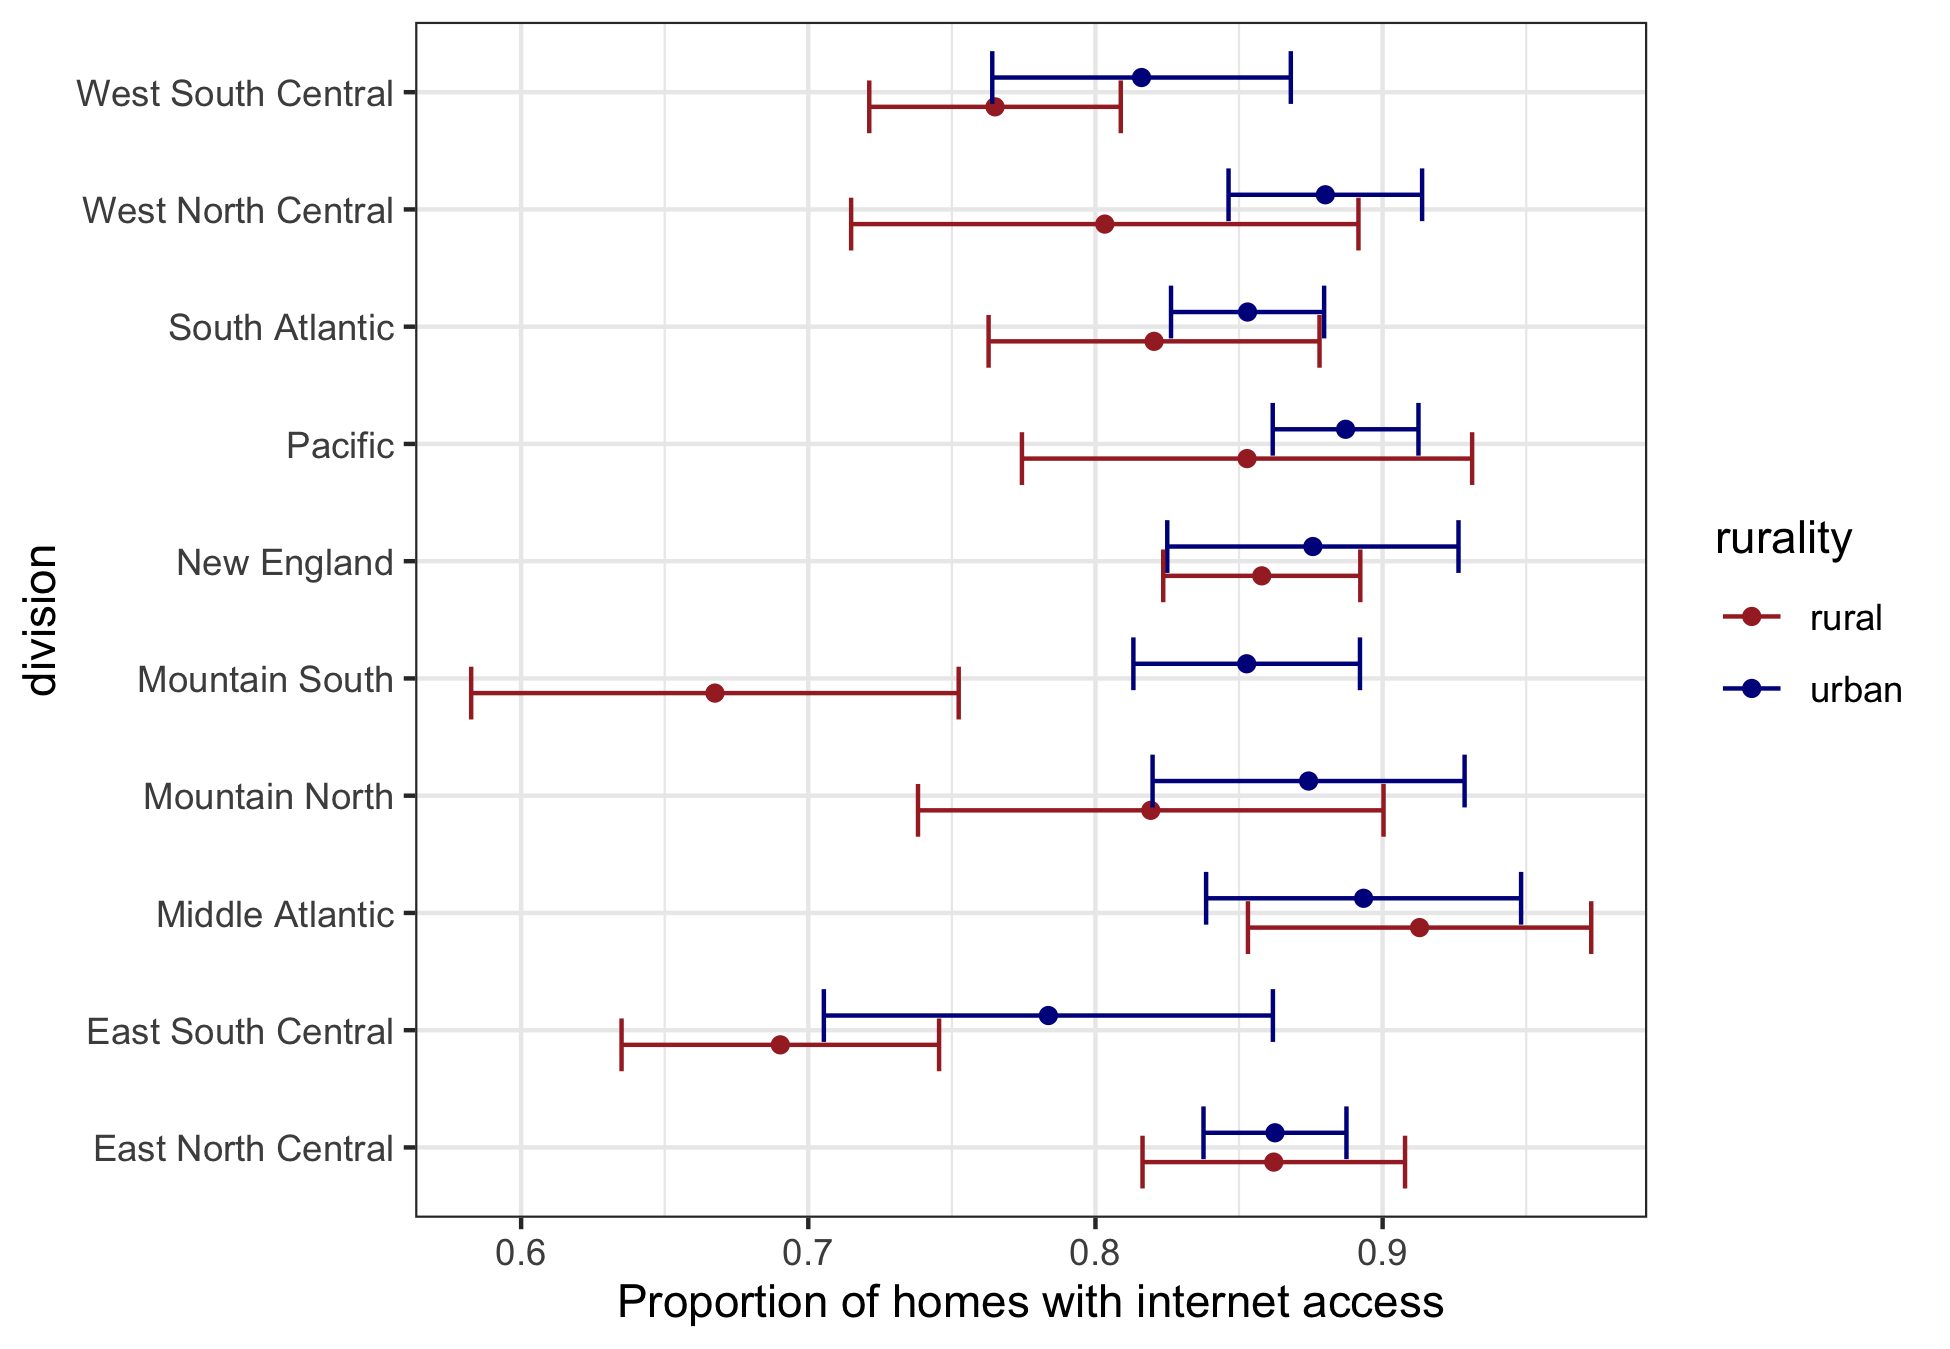 West South Central
West North Central
South Atlantic
Pacific
New England
Mountain South
Mountain North
Middle Atlantic
East South Central
East North Central
division
0.6 0.7 0.8 0.9
Proportion of homes with internet access
rurality
rural
urban